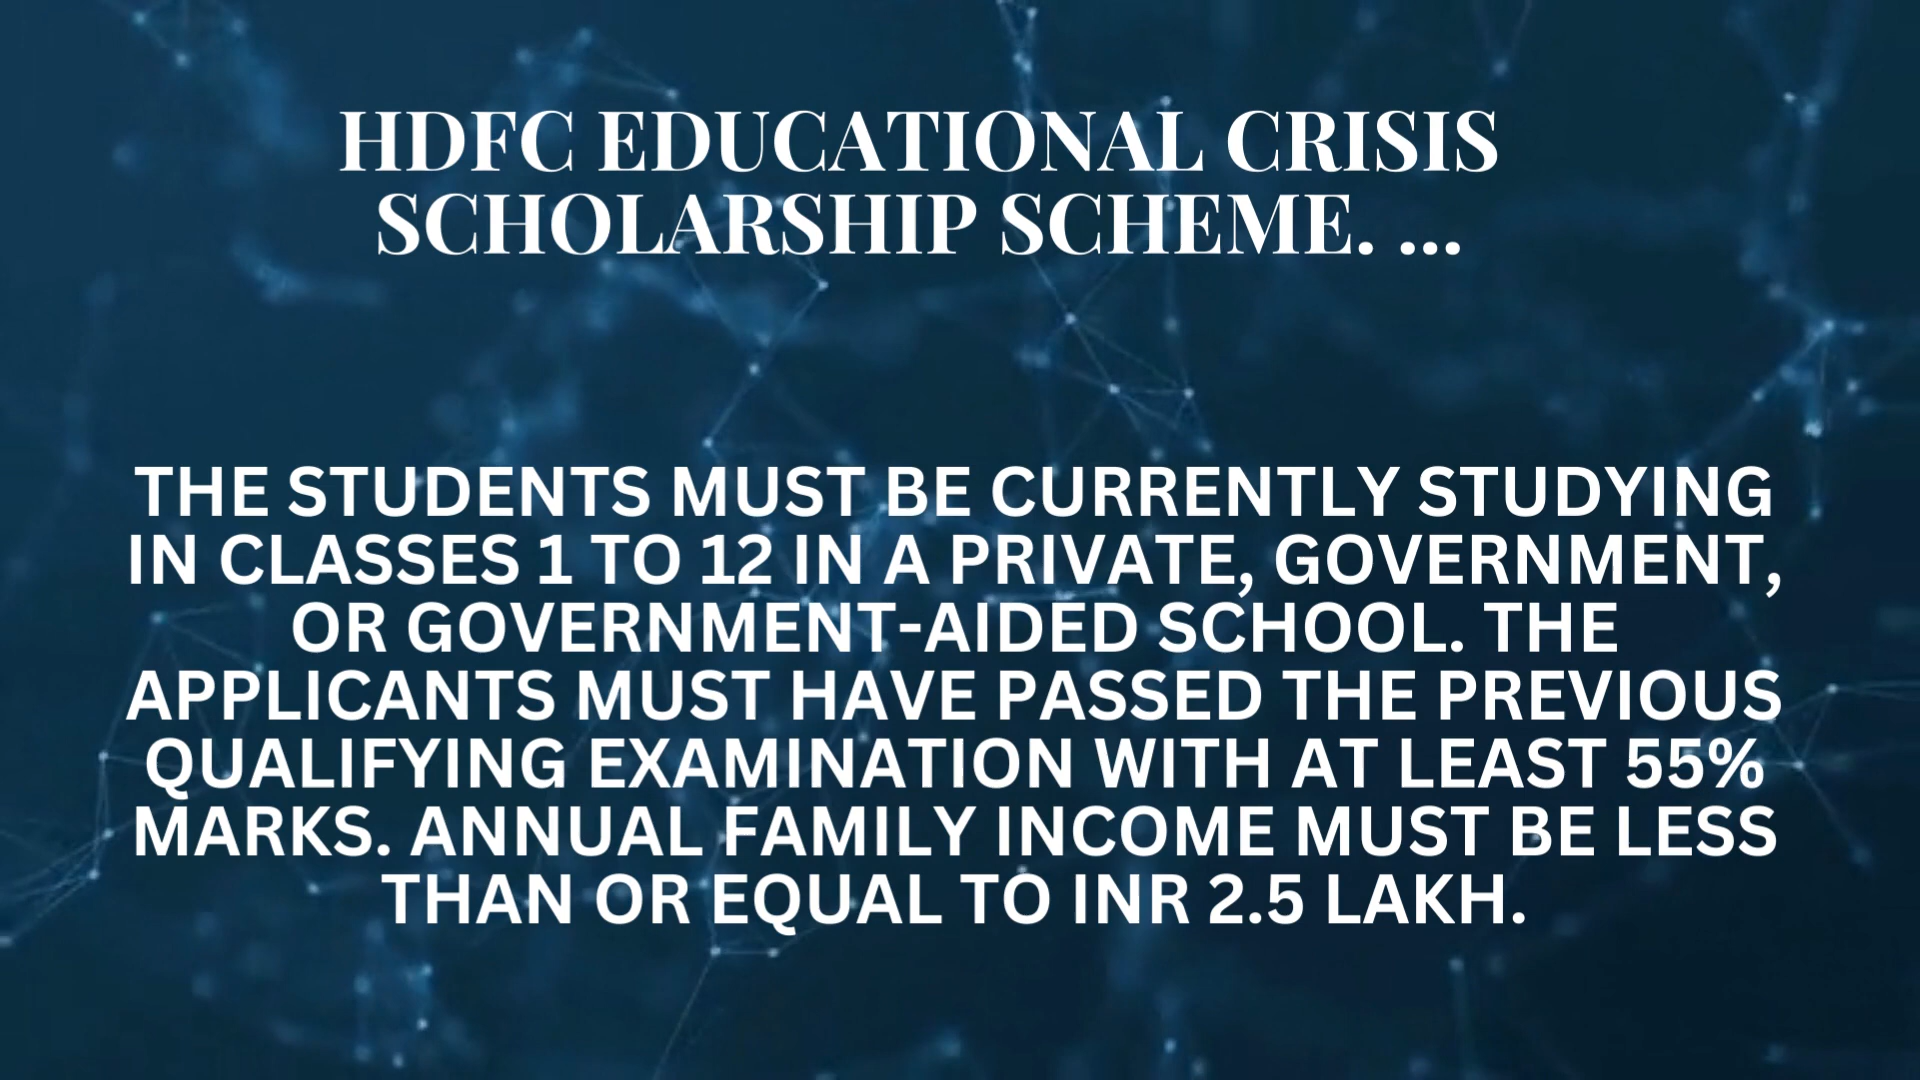 HDFC EDUCATIONAL CRISIS
SCHOLARSHIP SCHEME. ...
THE STUDENTS MUST BE CURRENTLY STUDYING
IN CLASSES 1 TO 12 IN A PRIVATE, GOVERNMENT,
OR GOVERNMENT-AIDED SCHOOL. THE
APPLICANTS MUST HAVE PASSED THE PREVIOUS
QUALIFYING EXAMINATION WITH AT LEAST 55%
MARKS. ANNUAL FAMILY INCOME MUST BE LESS
THAN OR EQUAL TO INR 2.5 LAKH.